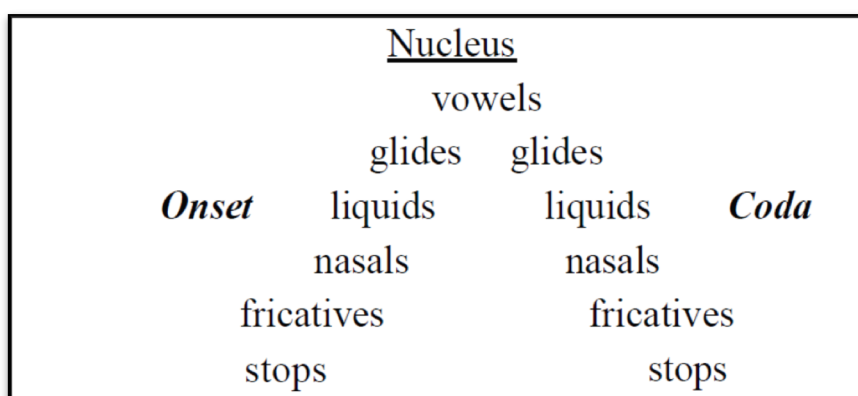 Nucleus
vowels
glides glides
Onset liquids liquids Coda
nasals nasals
fricatives fricatives
stops stops